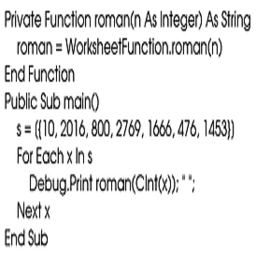 Private Function roman(n As Integer) As String
roman = WorksheetFunction.roman(n)
End Function
Public Sub main()
s = ([{10, 2016, 800, 2769, 1666, 476, 1453}])
For Each x In s
Debug.Print roman(CInt(x)); " ";
Next x
End Sub